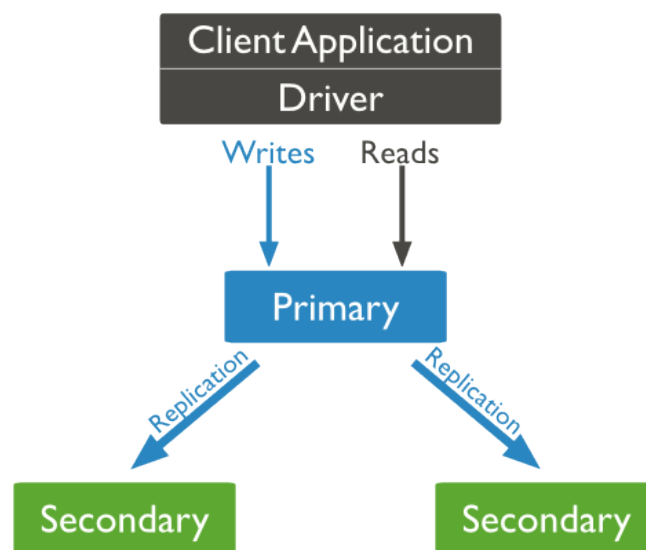 Client Application
Driver
Writes
Reads
Primary
Replication
Replication
Secondary
Secondary